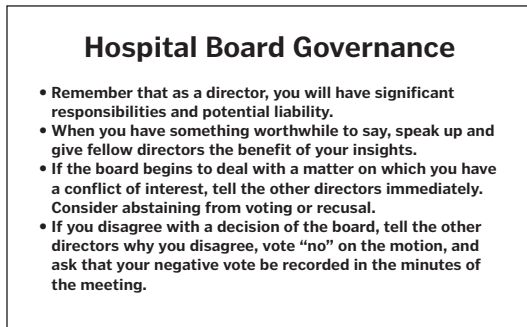 Hospital Board Governance
• Remember that as a director, you will have significant
responsibilities and potential liability.
• When you have something worthwhile to say, speak up and
give fellow directors the benefit of your insights.
• If the board begins to deal with a matter on which you have
a conflict of interest, tell the other directors immediately.
Consider abstaining from voting or recusal.
• If you disagree with a decision of the board, tell the other
directors why you disagree, vote “no” on the motion, and
ask that your negative vote be recorded in the minutes of
the meeting.